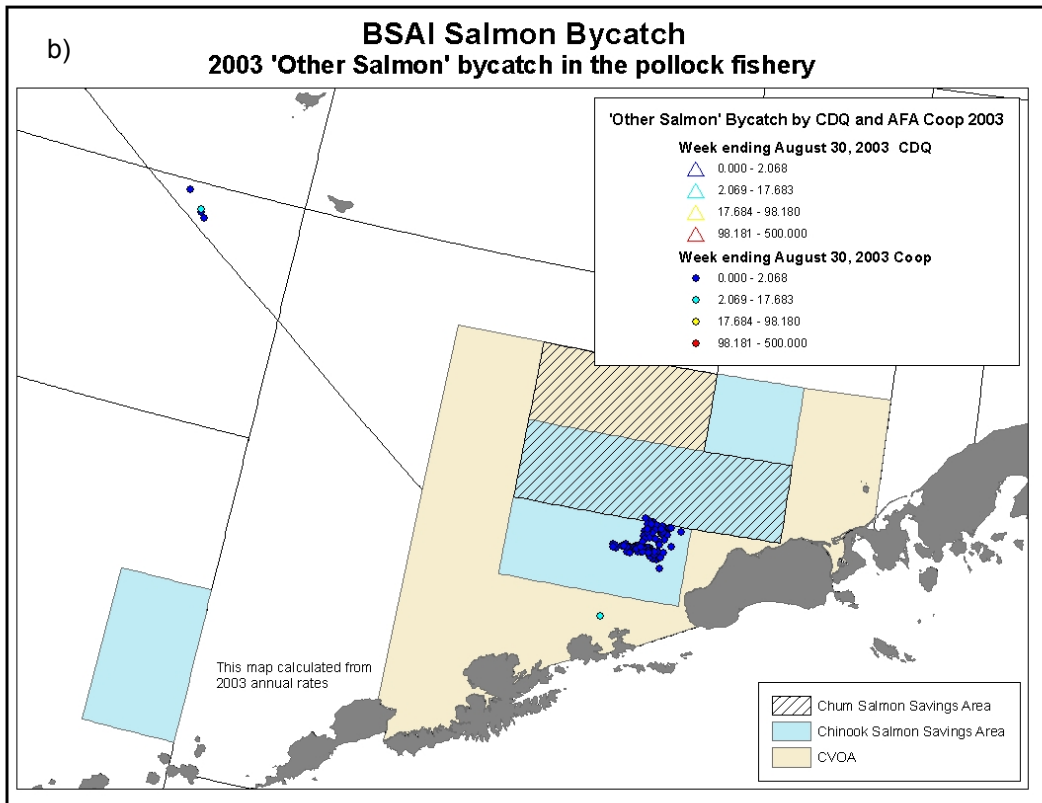 b)
BSAI Salmon Bycatch
2003 'Other Salmon' bycatch in the pollock fishery
'Other Salmon' Bycatch by CDQ and AFA Coop 2003
Week ending August 30, 2003 CDQ
0.000 - 2.068
2.069 - 17.683
17.684 - 98.180
98.181 - 500.000
Week ending August 30, 2003 Coop
0.000 - 2.068
2.069 - 17.683
17.684 - 98.180
98.181 - 500.000
This map calculated from
2003 annual rates
Chum Salmon Savings Area
Chinook Salmon Savings Area
CVOA